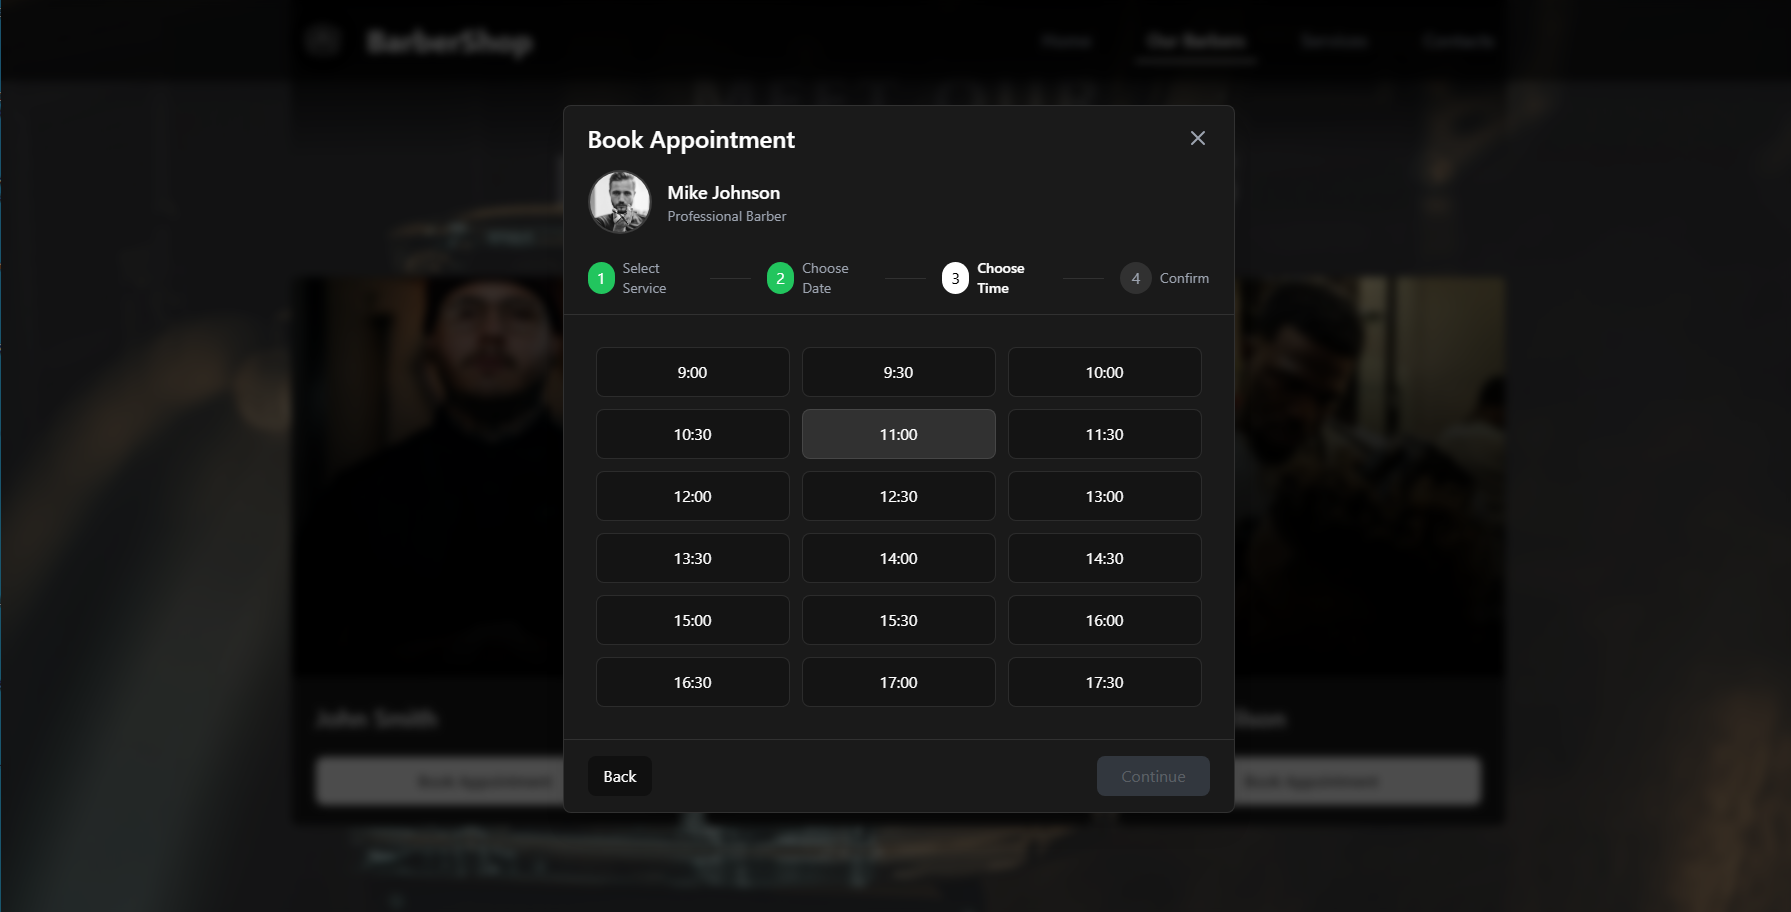 BarberShop
Home
Our Barbers
Services
Contacts
Book Appointment
Mike Johnson
Professional Barber
1
Select
Service
2
Choose
Date
3
Choose
Time
4
Confirm
9:00
9:30
10:00
10:30
11:00
11:30
12:00
12:30
13:00
13:30
14:00
14:30
15:00
15:30
16:00
16:30
17:00
17:30
John Smith
Book Appointment
Book Appointment
Back
Continue